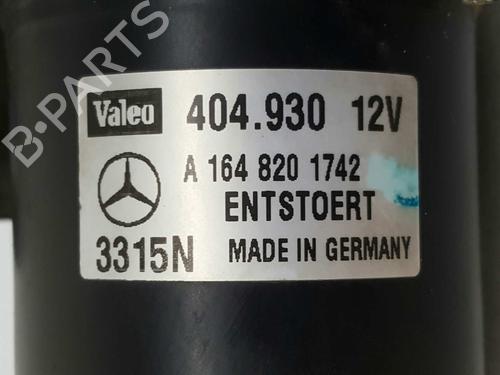 B-PARTS
Valeo 404.930 12V
A 164 820 1742
ENTSTOERT
3315N MADE IN GERMANY